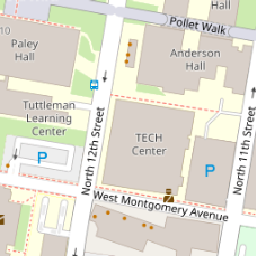 Pollet Walk
Hall
10
Paley
Hall
Anderson
Hall
Tuttleman
Learning
Center
North 12th Street
TECH
Center
P
P
North 11th Street
West Montgomery Avenue